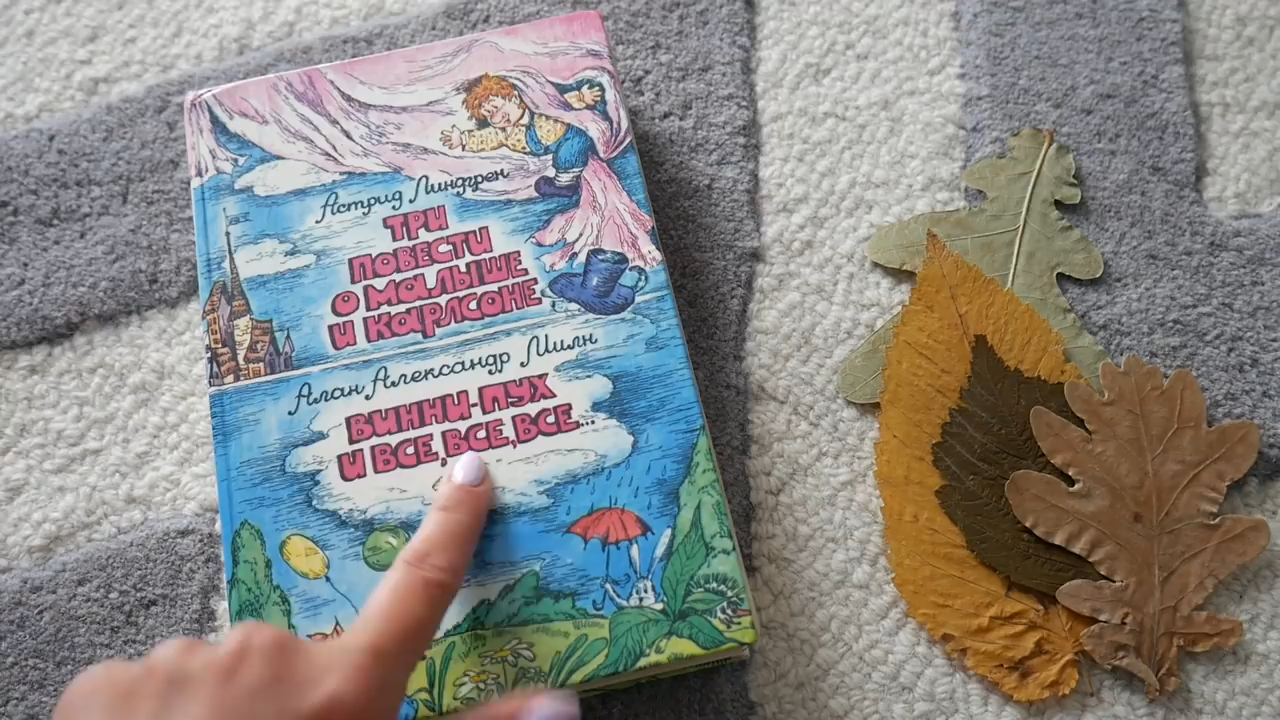 Астрид Линдгрен
ТРИ
ПОВЕСТИ
О МАЛЫШЕ
И КАРЛСОНЕ
Алан Александр Милн
ВИННИ-ПУХ
И ВСЕ, ВСЕ, ВСЕ...